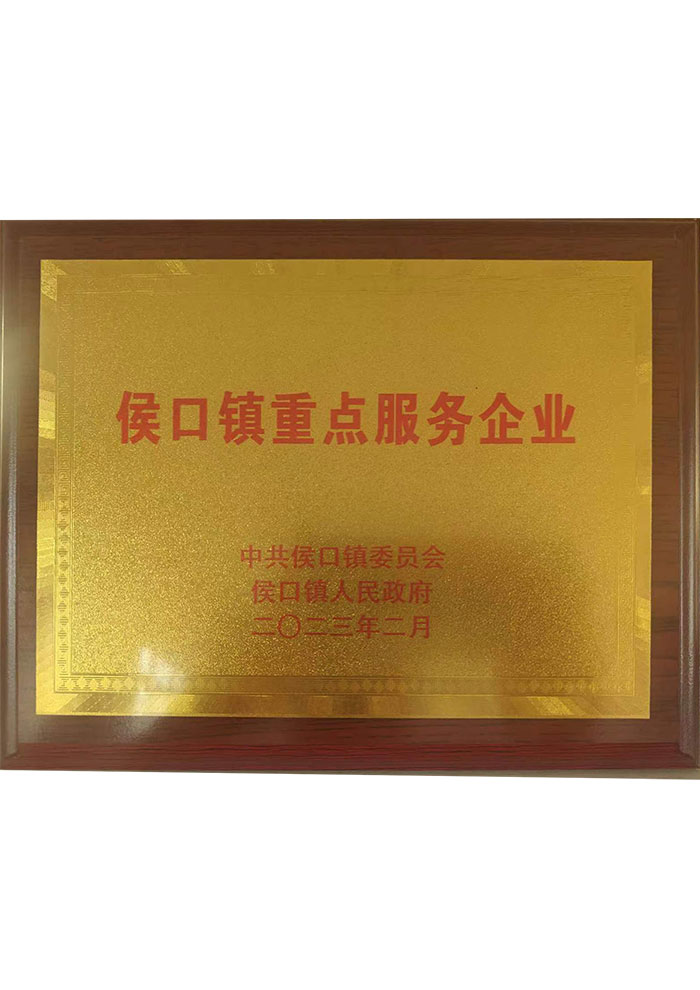 侯口镇重点服务企业
中共侯口镇委员会
侯口镇人民政府
二〇二三年二月